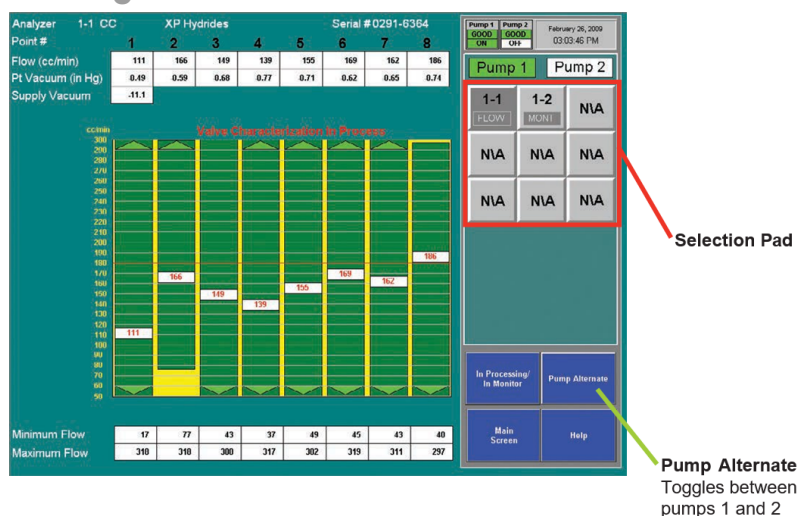 Analyzer 1-1 CC XP Hydrides Serial # 0291-6364
Point # 1 2 3 4 5 6 7 8
Flow (cc/min) 111 166 149 139 155 169 162 186
Pt Vacuum (in Hg) 0.49 0.59 0.68 0.77 0.71 0.62 0.65 0.74
Supply Vacuum -11.1
cc/min
Valve Characterization In Process
300
290
280
270
260
250
240
230
220
210
200
190
180
170
160
150
140
130
120
110
100
90
80
70
60
50
111 166 149 139 155 169 162 186
Minimum Flow 17 77 43 37 49 45 43 40
Maximum Flow 318 318 300 317 302 319 311 297
Pump 1 Pump 2
GOOD GOOD
ON OFF
February 26, 2009
03:03:46 PM
Pump 1 Pump 2
1-1 1-2 N\A
FLOW MONI
N\A N\A N\A
N\A N\A N\A
Selection Pad
In Processing/
In Monitor
Pump Alternate
Main
Screen
Help
Pump Alternate
Toggles between
pumps 1 and 2